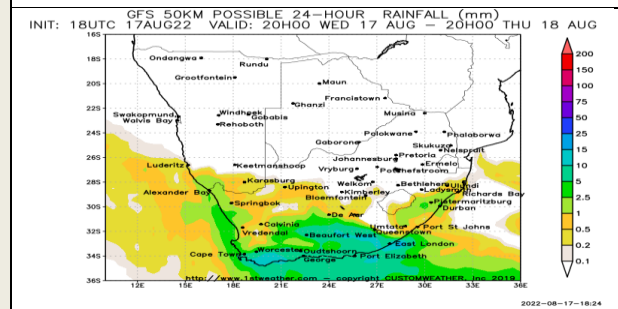 GFS 50KM POSSIBLE 24-HOUR RAINFALL (mm)
INIT: 18UTC 17AUG22 VALID: 20H00 WED 17 AUG - 20H00 THU 18 AUG
16S
Ondangwa
Rundu
18S
Grootfontein
Maun
20S
Ghanzi
Francistown
22S
Swakopmund
Walvis Bay
Windhoek
Gobabis
Rehoboth
Musina
24S
Polokwane
Phalaborwa
Gaborone
Skukuza
Nelspruit
26S
Luderitz
Keetmanshoop
Johannesburg
Pretoria
Ermelo
Vryburg
Potchefstroom
28S
Karasburg
Alexander Bay
Upington
Welkom
Kimberley
Bethlehem
Ulundi
Ladysmith
Richards Bay
Bloemfontein
Springbok
Pietermaritzburg
Durban
30S
De Aar
Calvinia
Vredendal
Umtata
Port St Johns
32S
Beaufort West
Queenstown
East London
Cape Town
Worcester
Oudtshoorn
34S
George
Port Elizabeth
http://www.1stweather.com - copyright CUSTOMWEATHER, Inc 2019
36S
12E 15E 18E 21E 24E 27E 30E 33E 36E
200
150
100
75
50
25
15
10
5
2.5
1
0.5
0.2
0.1
2022-08-17-18:24